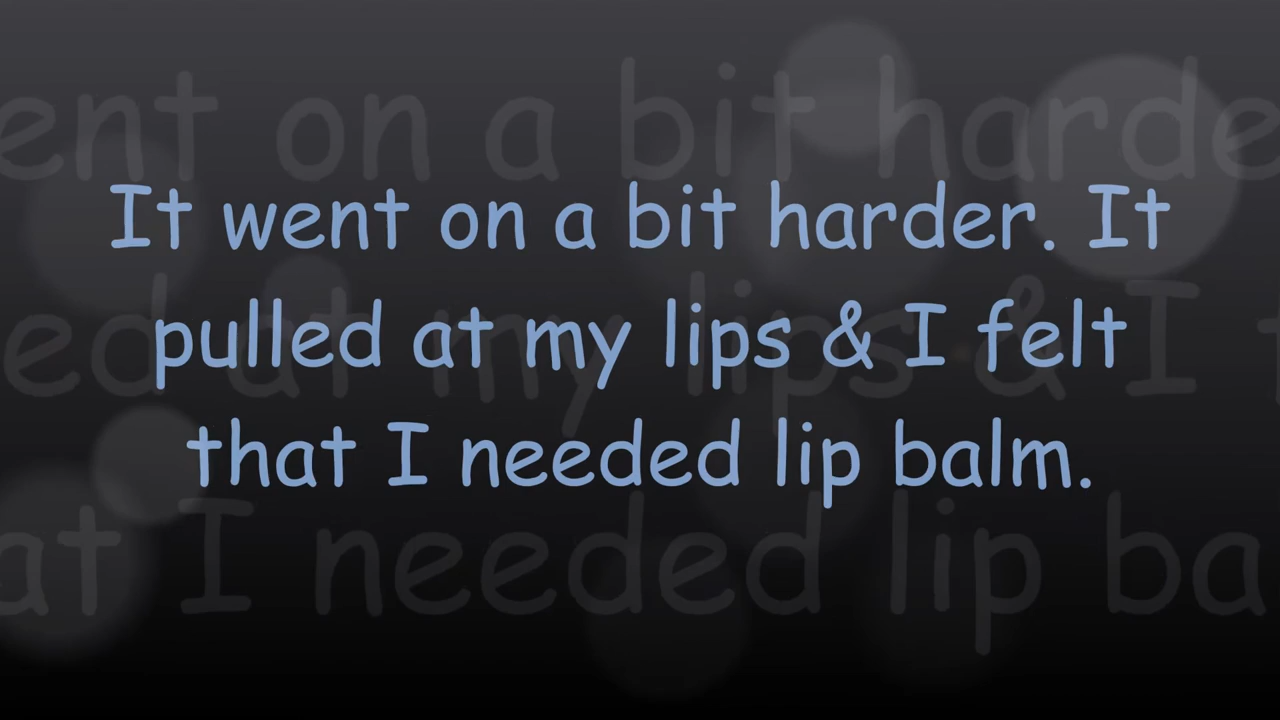 It went on a bit harder. It
pulled at my lips & I felt
that I needed lip balm.